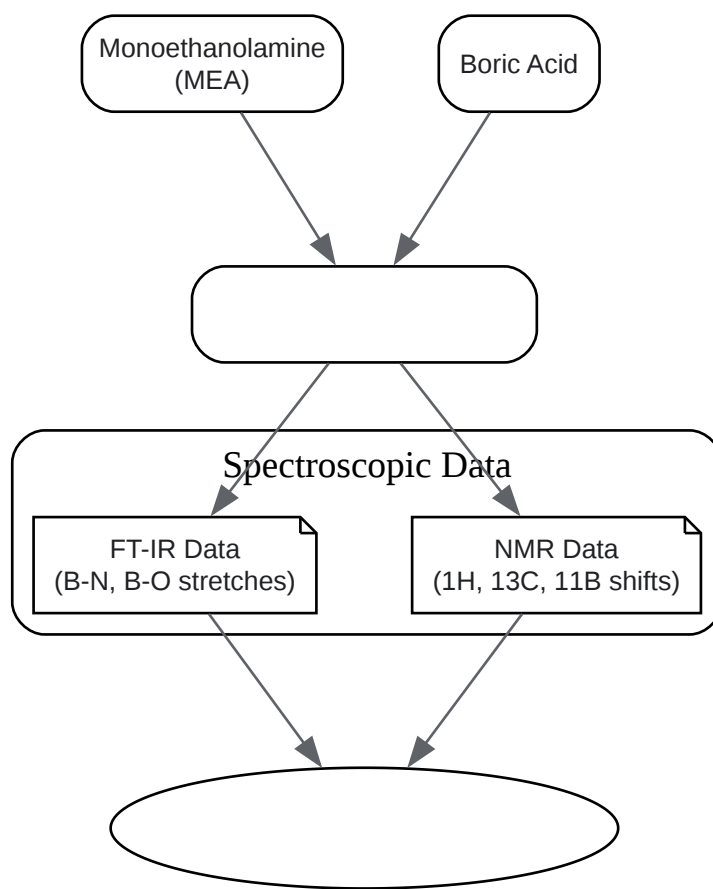 Monoethanolamine
(MEA)
Boric Acid
Spectroscopic Data
FT-IR Data
(B-N, B-O stretches)
NMR Data
(1H, 13C, 11B shifts)